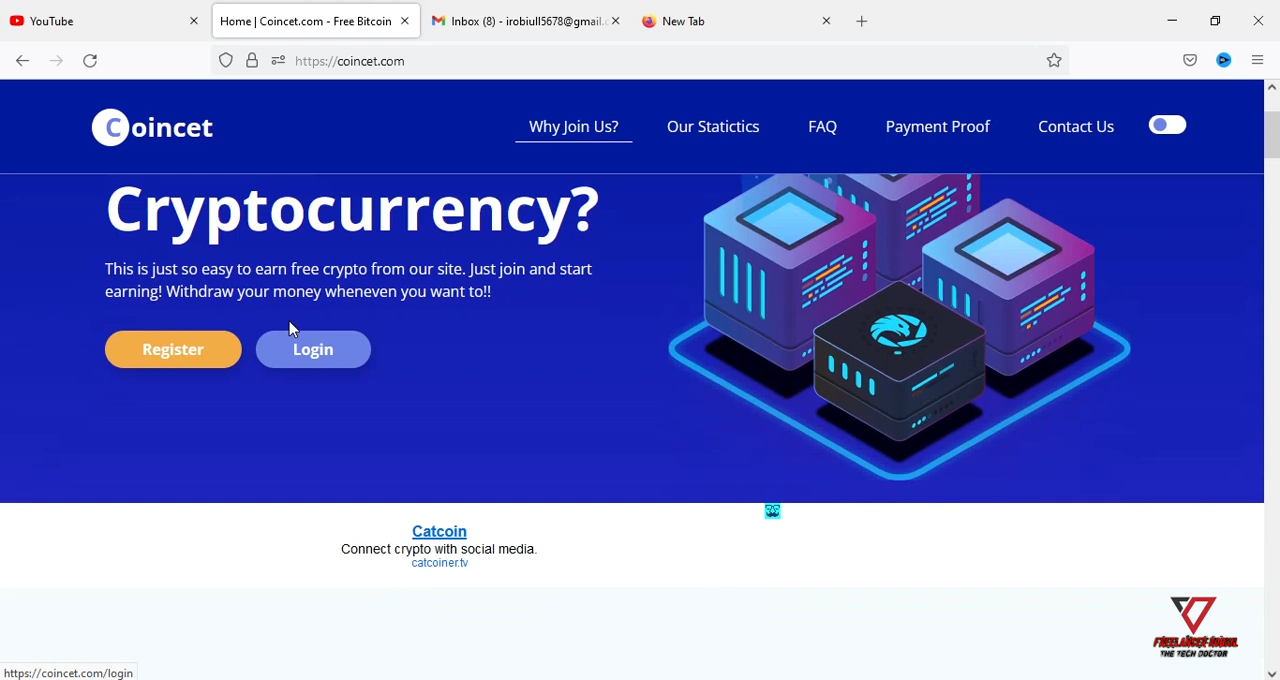 YouTube
Home | Coincet.com - Free Bitcoin
Inbox (8) - irobiull5678@gmail.c
New Tab
https://coincet.com
Coincet
Why Join Us?
Our Statictics
FAQ
Payment Proof
Contact Us
Cryptocurrency?
This is just so easy to earn free crypto from our site. Just join and start
earning! Withdraw your money wheneven you want to!!
Register
Login
Catcoin
Connect crypto with social media.
catcoiner.tv
THE TECH DOCTOR
https://coincet.com/login